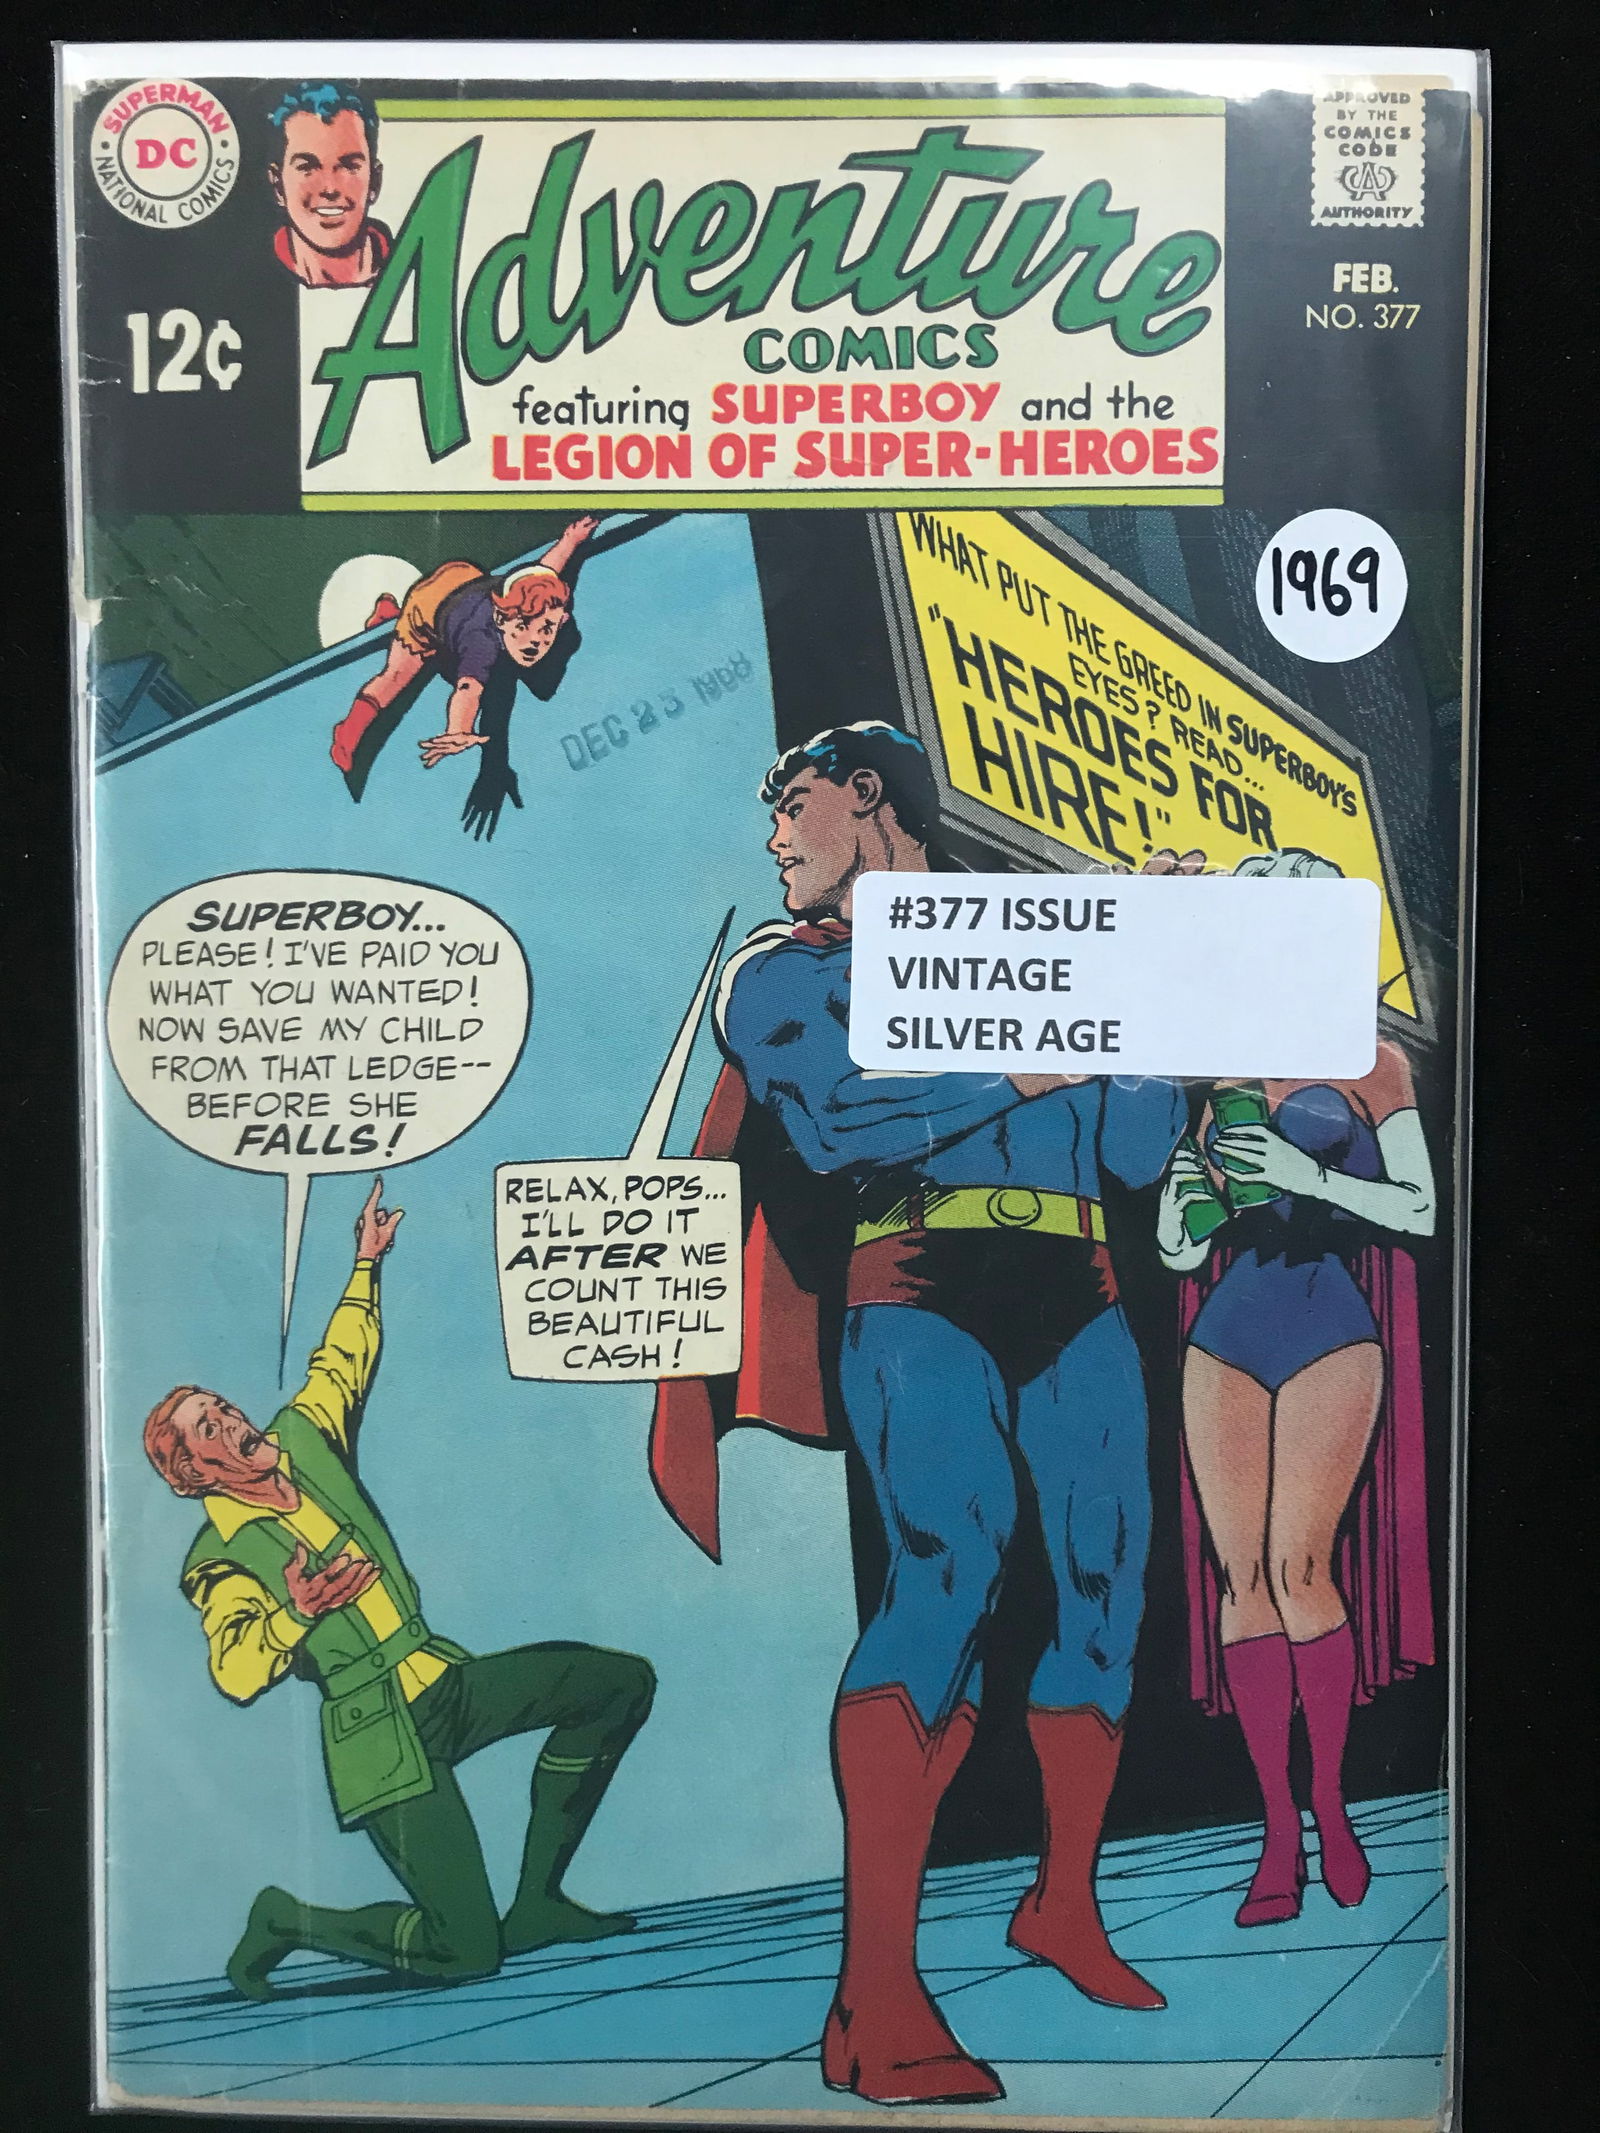 SUPERMAN
DC
NATIONAL COMICS
12¢
Adventure
COMICS
featuring SUPERBOY and the
LEGION OF SUPER-HEROES
APPROVED
BY THE
COMICS
CODE
CA
AUTHORITY
FEB.
NO. 377
1969
WHAT PUT THE GREED IN SUPERBOY'S
EYES? READ...
"HEROES FOR
HIRE!"
DEC 23 1968
#377 ISSUE
VINTAGE
SILVER AGE
SUPERBOY...
PLEASE! I'VE PAID YOU
WHAT YOU WANTED!
NOW SAVE MY CHILD
FROM THAT LEDGE--
BEFORE SHE
FALLS!
RELAX, POPS...
I'LL DO IT
AFTER WE
COUNT THIS
BEAUTIFUL
CASH!